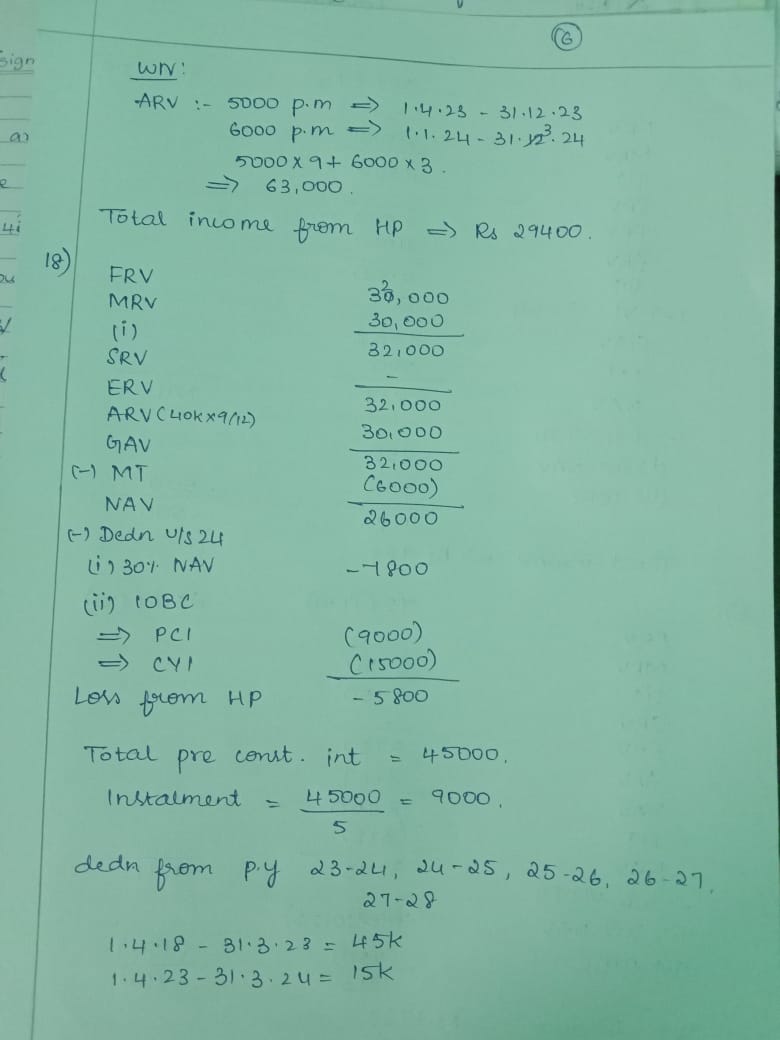 6
WN:
ARV :- 5000 p.m => 1.4.23 - 31.12.23
6000 p.m => 1.1.24 - 31.3.24
5000 x 9 + 6000 x 3.
=> 63,000.
Total income from HP => Rs 29400.
18)
FRV 32,000
MRV 30,000
(i) 32,000
SRV -
ERV 32,000
ARV (40k x 9/12) 30,000
GAV 32,000
(-) MT (6000)
NAV 26000
(-) Dedn u/s 24
(i) 30% NAV -7800
(ii) IOBC
=> PCI (9000)
=> CYI (15000)
Loss from HP -5800
Total pre const. int = 45000.
Instalment = 45000/5 = 9000.
dedn from p.y 23-24, 24-25, 25-26, 26-27,
27-28
1.4.18 - 31.3.23 = 45k
1.4.23 - 31.3.24 = 15k
sign